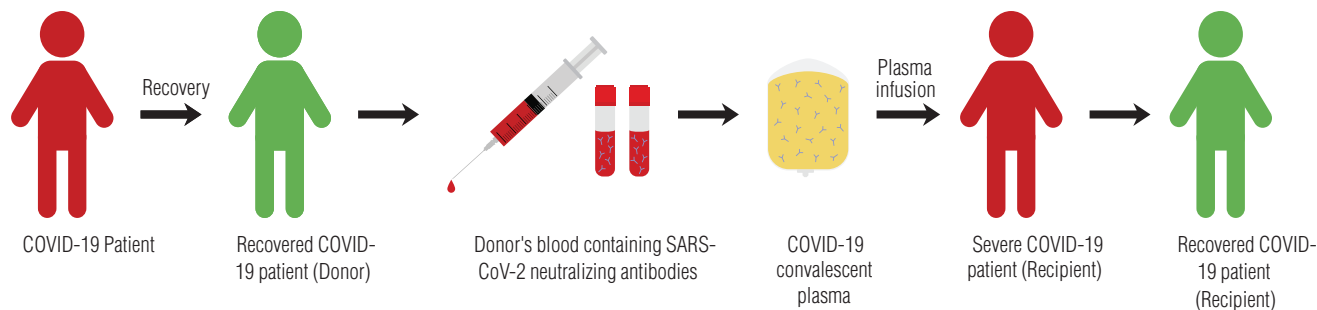 Recovery
Plasma
infusion
COVID-19 Patient
Recovered COVID-
19 patient (Donor)
Donor's blood containing SARS-
CoV-2 neutralizing antibodies
COVID-19
convalescent
plasma
Severe COVID-19
patient (Recipient)
Recovered COVID-
19 patient
(Recipient)